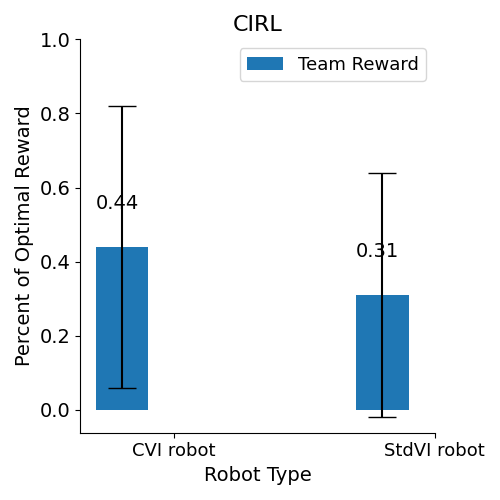 CIRL
Team Reward
Percent of Optimal Reward
1.0
0.8
0.6
0.4
0.2
0.0
0.44
0.31
CVI robot
StdVI robot
Robot Type